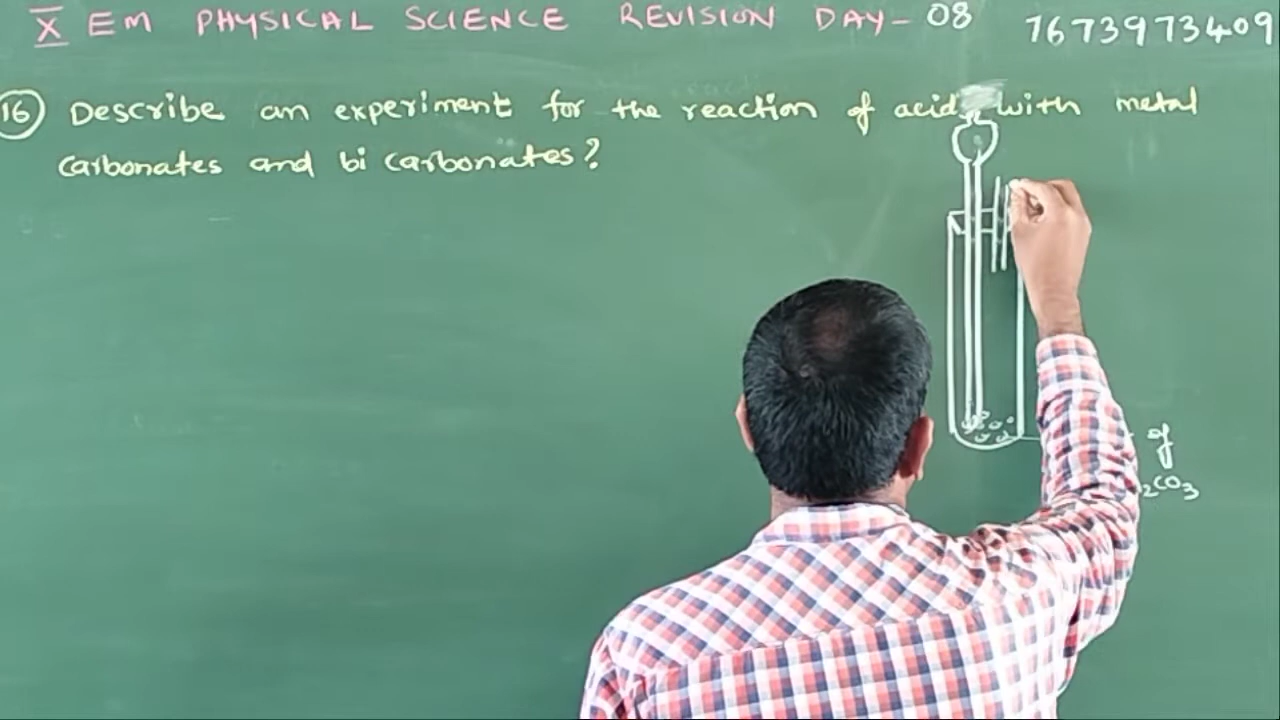 X EM PHYSICAL SCIENCE REVISION DAY- 08 7673973409
16 Describe an experiment for the reaction of acid with metal
carbonates and bi carbonates?
of
2CO3